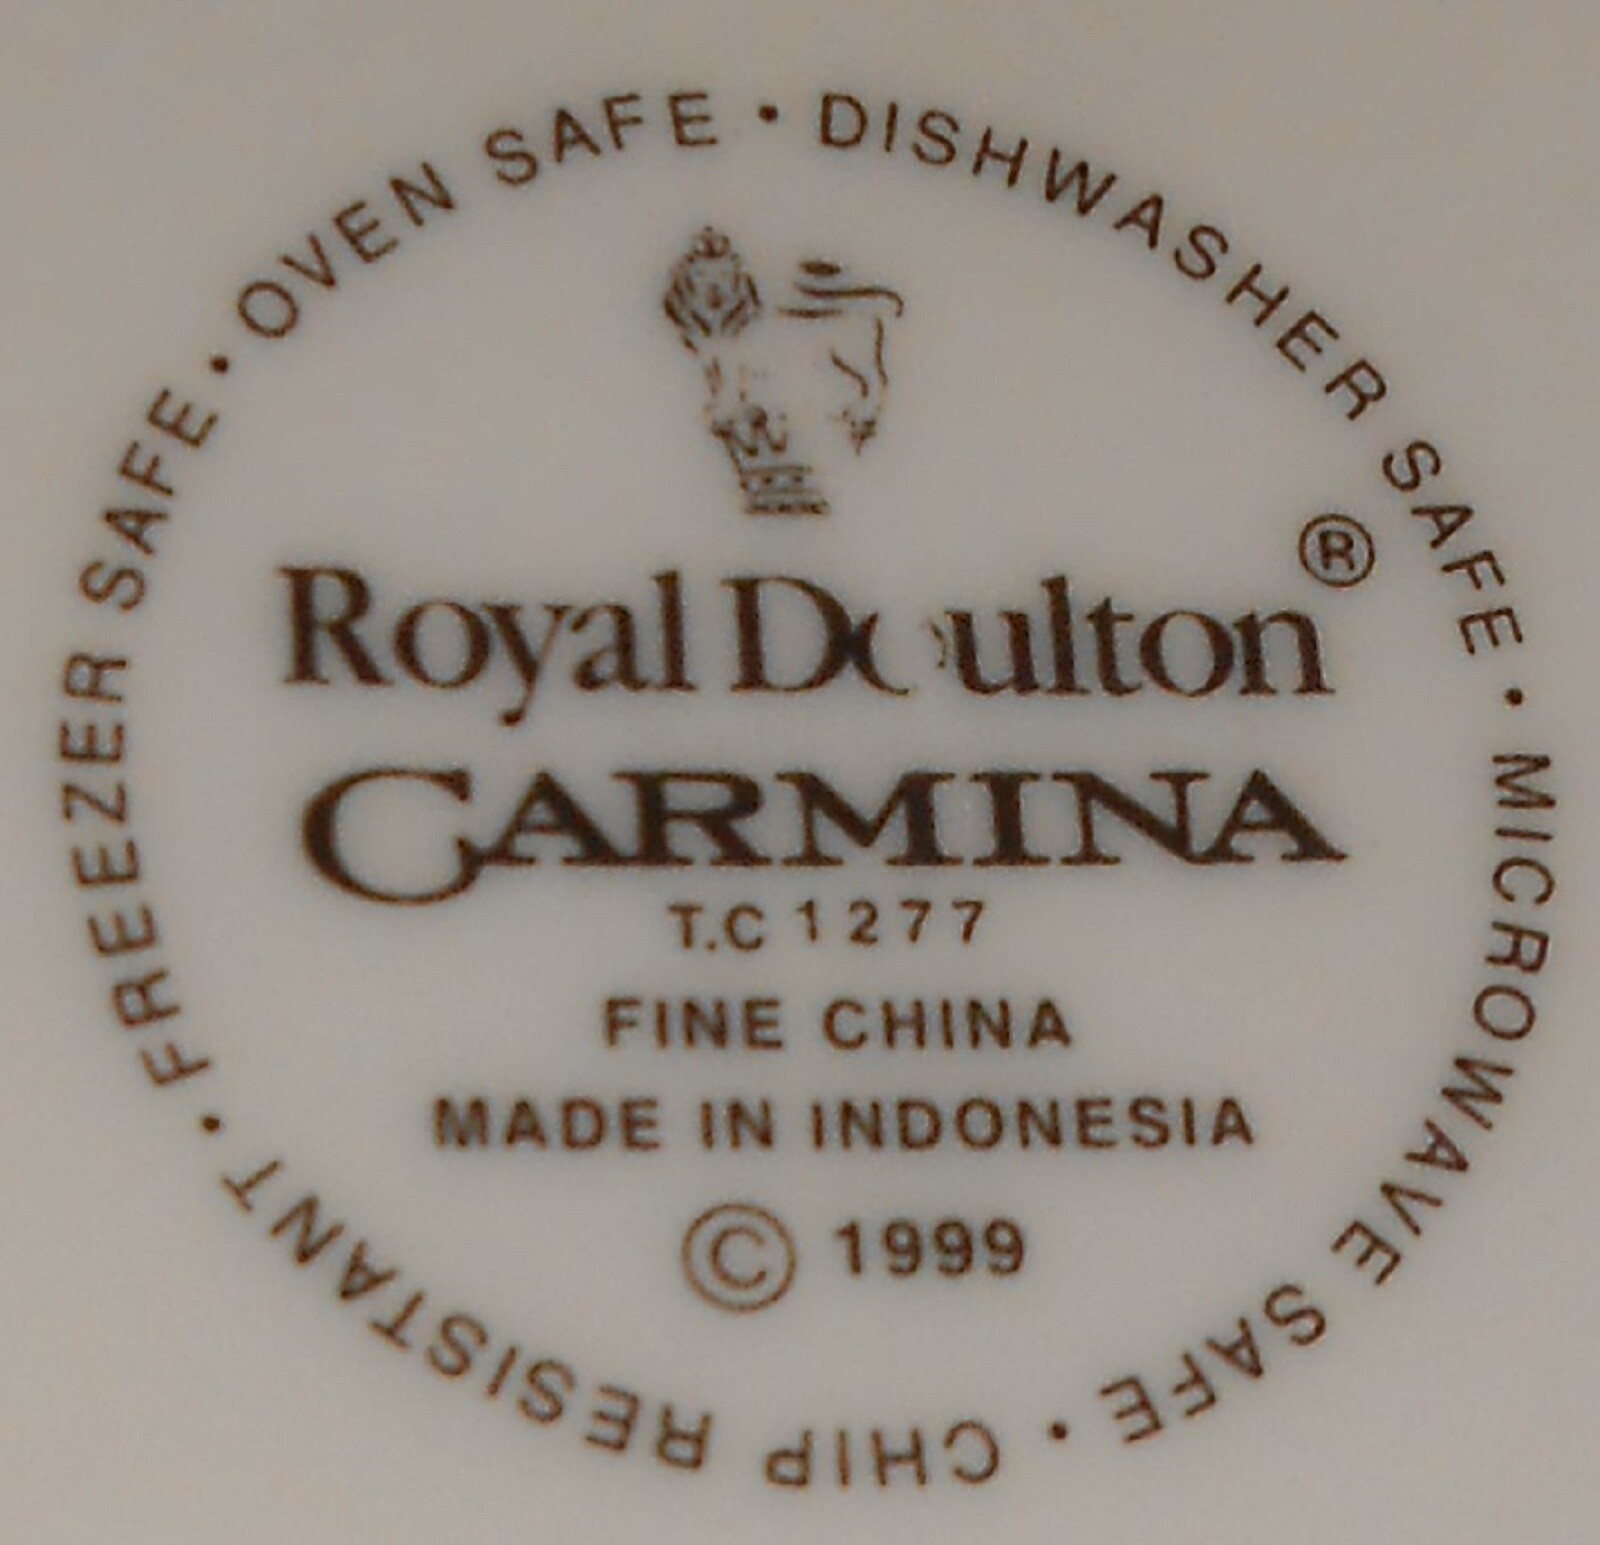 OVEN SAFE · DISHWASHER SAFE · MICROWAVE SAFE · CHIP RESISTANT · FREEZER SAFE ·
Royal Doulton ®
CARMINA
T.C 1277
FINE CHINA
MADE IN INDONESIA
© 1999